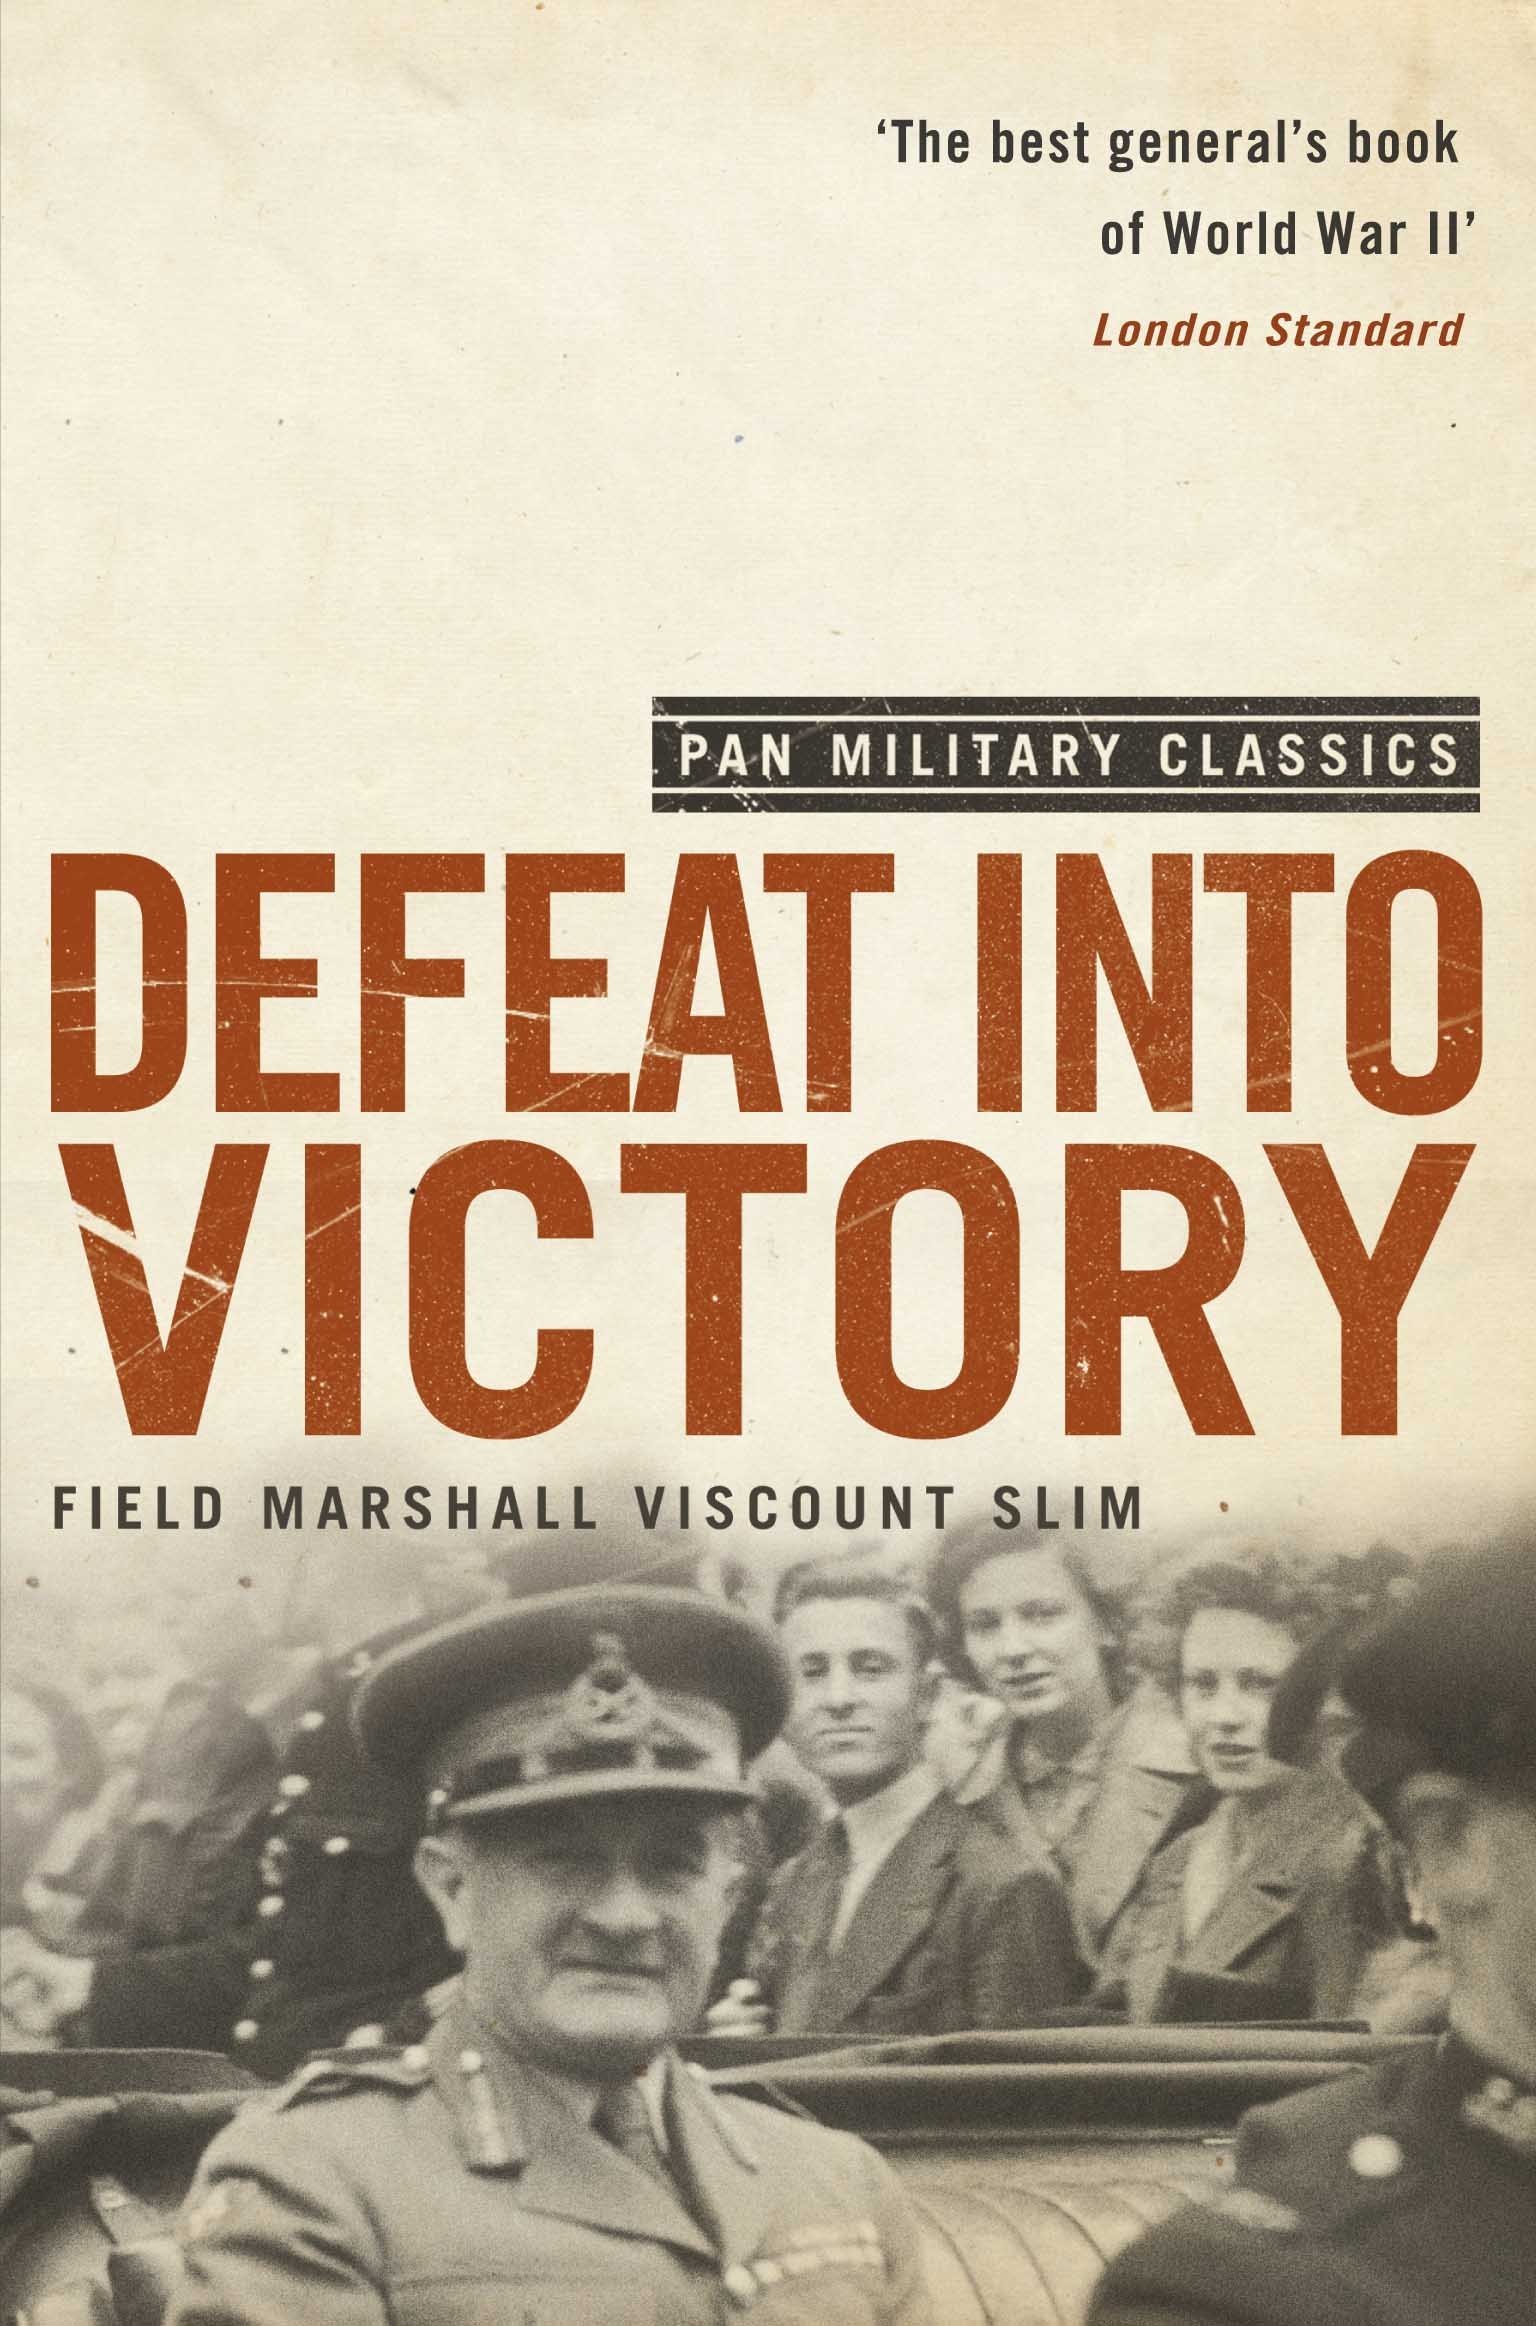 ‘The best general’s book
of World War II’
London Standard
PAN MILITARY CLASSICS
DEFEAT INTO
VICTORY
FIELD MARSHALL VISCOUNT SLIM